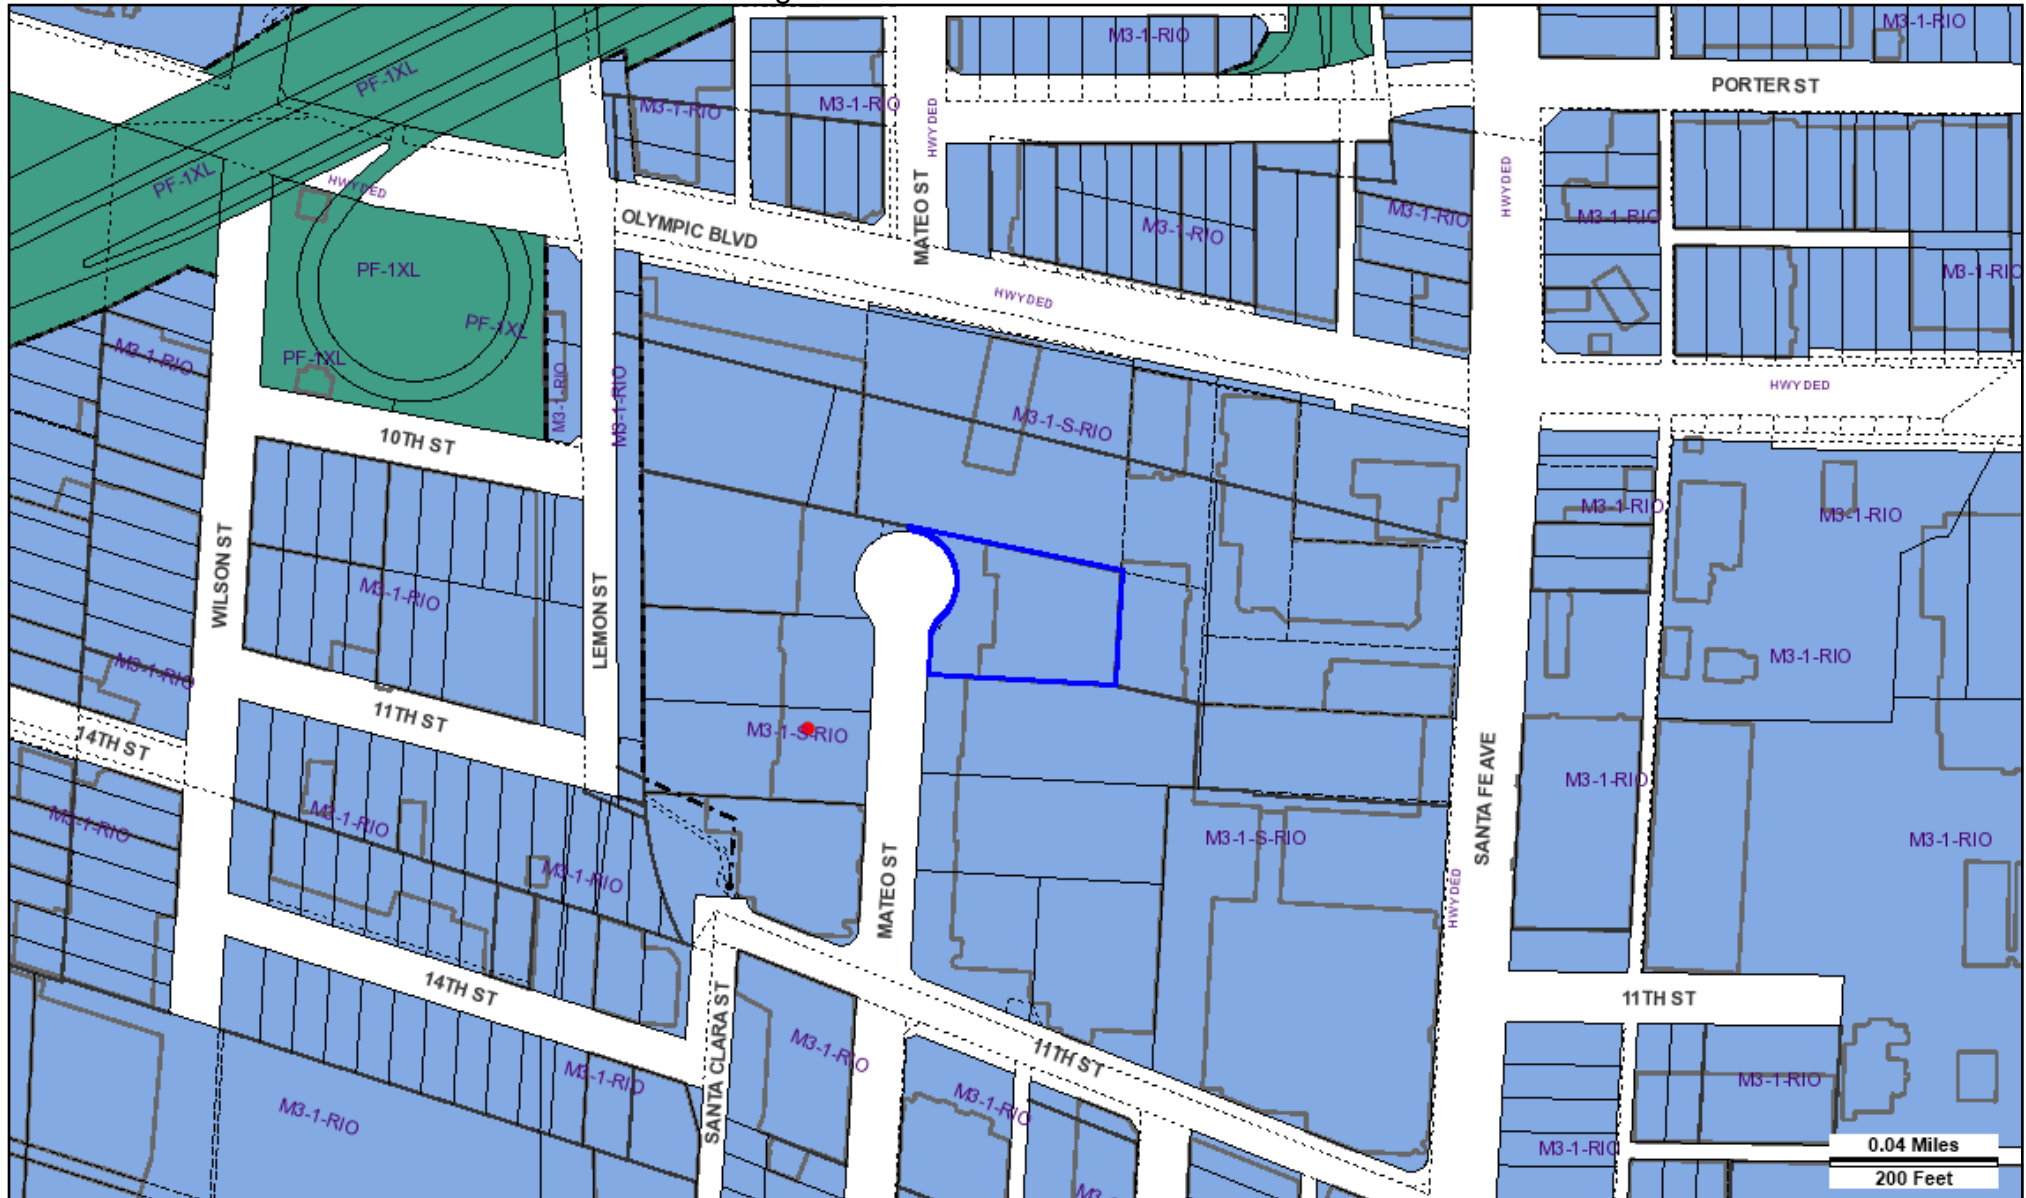 M3-1-RIO
M3-1-RIO
PF-1XL
PORTER ST
M3-1-RIO
M3-1-RIO
HWY DED
PF-1XL
HWY DED
MATEO ST
HWY DED
M3-1-RIO
M3-1-RIO
M3-1-RIO
OLYMPIC BLVD
PF-1XL
M3-1-RIO
HWY DED
PF-1XL
M3-1-RIO
PF-1XL
M3-1-RIO
M3-1-RIO
HWY DED
M3-1-S-RIO
10TH ST
M3-1-RIO
M3-1-RIO
WILSON ST
M3-1-RIO
LEMON ST
M3-1-RIO
M3-1-RIO
11TH ST
14TH ST
M3-1-S-RIO
M3-1-RIO
SANTA FE AVE
M3-1-RIO
M3-1-RIO
M3-1-S-RIO
M3-1-RIO
M3-1-RIO
MATEO ST
HWY DED
14TH ST
11TH ST
SANTA CLARA ST
M3-1-RIO
11TH ST
M3-1-RIO
M3-1-RIO
M3-1-RIO
M3-1-RIO
M3-1-RIO
0.04 Miles
200 Feet